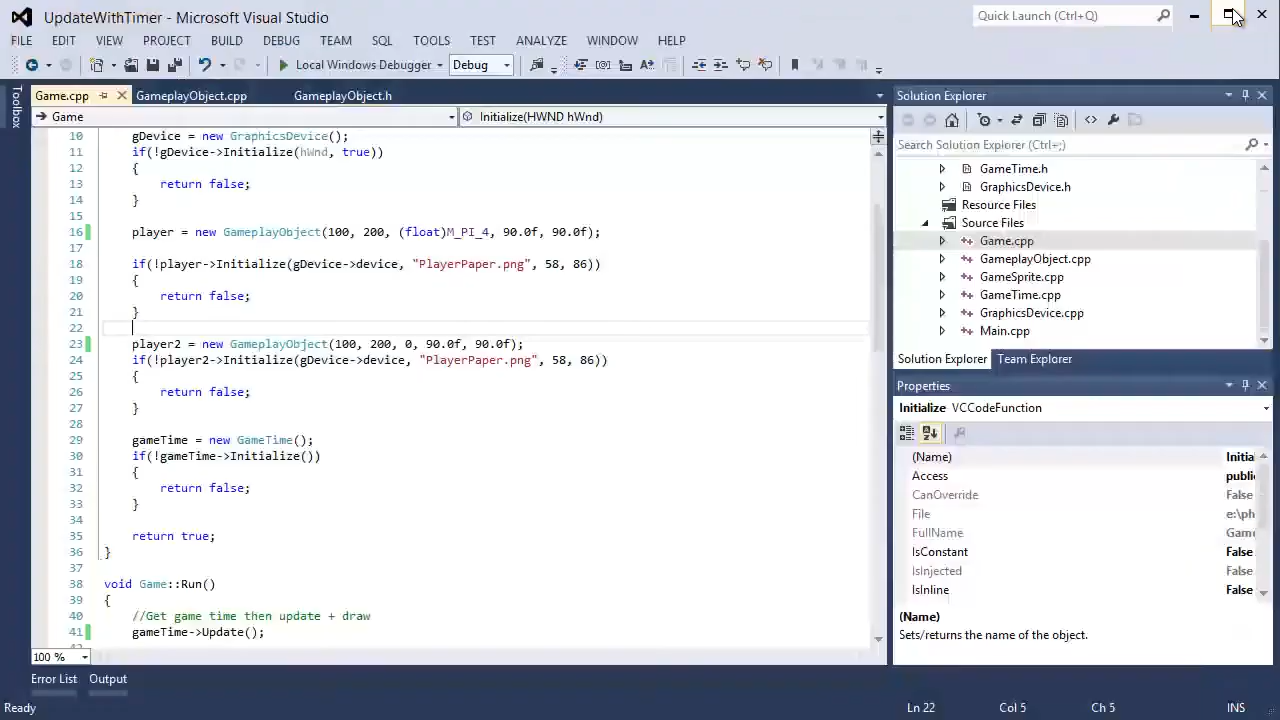 UpdateWithTimer - Microsoft Visual Studio
Quick Launch (Ctrl+Q)
FILE EDIT VIEW PROJECT BUILD DEBUG TEAM SQL TOOLS TEST ANALYZE WINDOW HELP
Local Windows Debugger Debug
Toolbox
Game.cpp GameplayObject.cpp GameplayObject.h
Game Initialize(HWND hWnd)
10 gDevice = new GraphicsDevice();
11 if(!gDevice->Initialize(hWnd, true))
12 {
13 return false;
14 }
15
16 player = new GameplayObject(100, 200, (float)M_PI_4, 90.0f, 90.0f);
17
18 if(!player->Initialize(gDevice->device, "PlayerPaper.png", 58, 86))
19 {
20 return false;
21 }
22
23 player2 = new GameplayObject(100, 200, 0, 90.0f, 90.0f);
24 if(!player2->Initialize(gDevice->device, "PlayerPaper.png", 58, 86))
25 {
26 return false;
27 }
28
29 gameTime = new GameTime();
30 if(!gameTime->Initialize())
31 {
32 return false;
33 }
34
35 return true;
36 }
37
38 void Game::Run()
39 {
40 //Get game time then update + draw
41 gameTime->Update();
100 %
Solution Explorer
Search Solution Explorer (Ctrl+;)
GameTime.h
GraphicsDevice.h
Resource Files
Source Files
Game.cpp
GameplayObject.cpp
GameSprite.cpp
GameTime.cpp
GraphicsDevice.cpp
Main.cpp
Solution Explorer Team Explorer
Properties
Initialize VCCodeFunction
(Name) Initia
Access public
CanOverride False
File e:\ph
FullName Game
IsConstant False
IsInjected False
IsInline False
(Name)
Sets/returns the name of the object.
Error List Output
Ready Ln 22 Col 5 Ch 5 INS